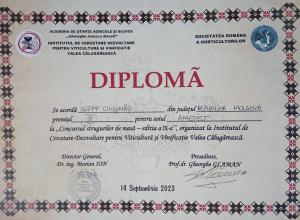 ACADEMIA DE ȘTIINȚE AGRICOLE ȘI SILVICE
„Gheorghe Ionescu Șișești”
INSTITUTUL DE CERCETARE DEZVOLTARE
PENTRU VITICULTURĂ ȘI VINIFICAȚIE
VALEA CĂLUGĂREASCĂ
SOCIETATEA ROMÂNĂ
A HORTICULTORILOR
DIPLOMĂ
Se acordă CHIȘINĂU din județul REPUBLICA MOLDOVA
premiul pentru soiul AMETIST
la „Concursul strugurilor de masă – ediția a IX-a”, organizat la Institutul de
Cercetare-Dezvoltare pentru Viticultură și Vinificație Valea Călugărească.
Director General,
Dr. ing. Marian ION
Președinte,
Prof.dr. Gheorghe GLĂMAN
14 Septembrie 2023